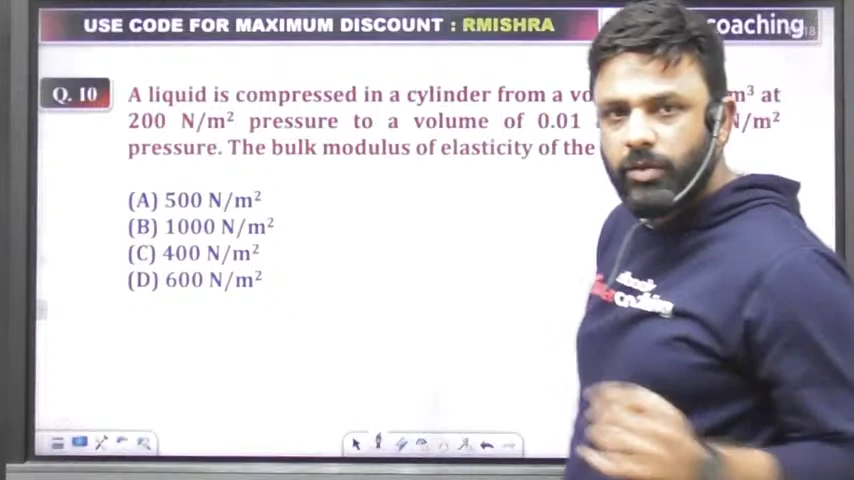 USE CODE FOR MAXIMUM DISCOUNT : RMISHRA
coaching
Q. 10
A liquid is compressed in a cylinder from a m³ at
200 N/m² pressure to a volume of 0.01 N/m²
pressure. The bulk modulus of elasticity of the
(A) 500 N/m²
(B) 1000 N/m²
(C) 400 N/m²
(D) 600 N/m²